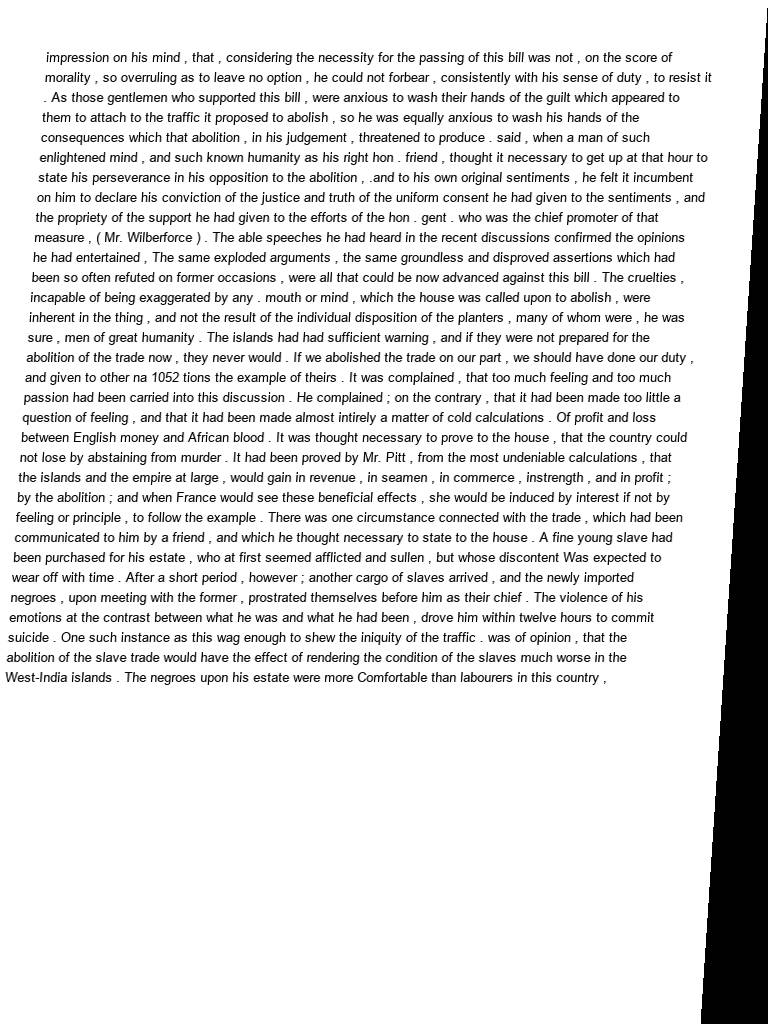 impression on his mind , that , considering the necessity for the passing of this bill was not , on the score of
morality , so overruling as to leave no option , he could not forbear , consistently with his sense of duty , to resist it
. As those gentlemen who supported this bill , were anxious to wash their hands of the guilt which appeared to
them to attach to the traffic it proposed to abolish , so he was equally anxious to wash his hands of the
consequences which that abolition , in his judgement , threatened to produce . said , when a man of such
enlightened mind , and such known humanity as his right hon . friend , thought it necessary to get up at that hour to
state his perseverance in his opposition to the abolition , .and to his own original sentiments , he felt it incumbent
on him to declare his conviction of the justice and truth of the uniform consent he had given to the sentiments , and
the propriety of the support he had given to the efforts of the hon . gent . who was the chief promoter of that
measure , ( Mr. Wilberforce ) . The able speeches he had heard in the recent discussions confirmed the opinions
he had entertained , The same exploded arguments , the same groundless and disproved assertions which had
been so often refuted on former occasions , were all that could be now advanced against this bill . The cruelties ,
incapable of being exaggerated by any . mouth or mind , which the house was called upon to abolish , were
inherent in the thing , and not the result of the individual disposition of the planters , many of whom were , he was
sure , men of great humanity . The islands had had sufficient warning , and if they were not prepared for the
abolition of the trade now , they never would . If we abolished the trade on our part , we should have done our duty ,
and given to other na 1052 tions the example of theirs . It was complained , that too much feeling and too much
passion had been carried into this discussion . He complained ; on the contrary , that it had been made too little a
question of feeling , and that it had been made almost intirely a matter of cold calculations . Of profit and loss
between English money and African blood . It was thought necessary to prove to the house , that the country could
not lose by abstaining from murder . It had been proved by Mr. Pitt , from the most undeniable calculations , that
the islands and the empire at large , would gain in revenue , in seamen , in commerce , instrength , and in profit ;
by the abolition ; and when France would see these beneficial effects , she would be induced by interest if not by
feeling or principle , to follow the example . There was one circumstance connected with the trade , which had been
communicated to him by a friend , and which he thought necessary to state to the house . A fine young slave had
been purchased for his estate , who at first seemed afflicted and sullen , but whose discontent Was expected to
wear off with time . After a short period , however ; another cargo of slaves arrived , and the newly imported
negroes , upon meeting with the former , prostrated themselves before him as their chief . The violence of his
emotions at the contrast between what he was and what he had been , drove him within twelve hours to commit
suicide . One such instance as this wag enough to shew the iniquity of the traffic . was of opinion , that the
abolition of the slave trade would have the effect of rendering the condition of the slaves much worse in the
West-India islands . The negroes upon his estate were more Comfortable than labourers in this country ,